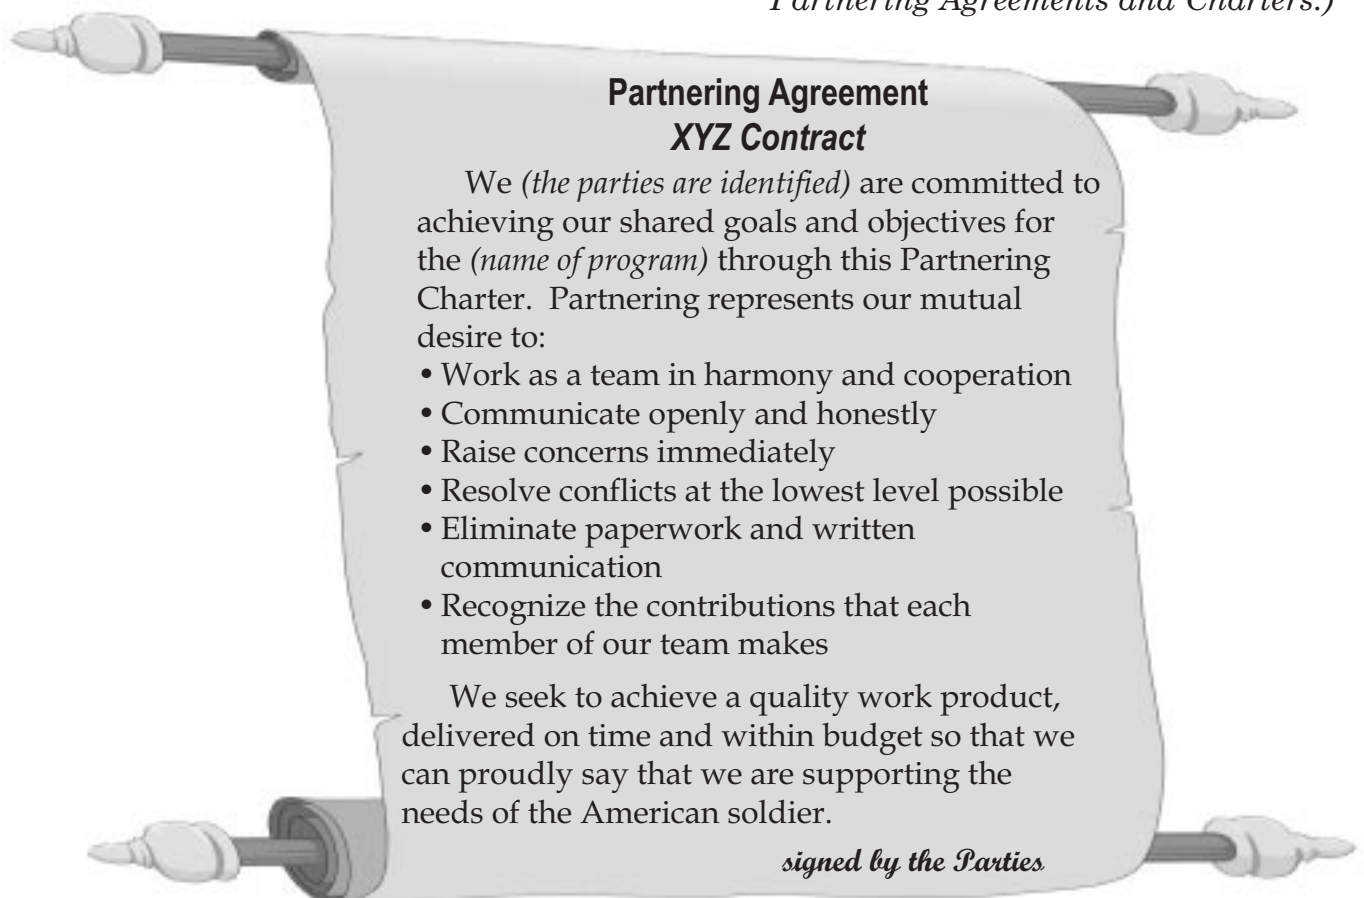 Partnering Agreements and Charters.)
Partnering Agreement
XYZ Contract
We (the parties are identified) are committed to
achieving our shared goals and objectives for
the (name of program) through this Partnering
Charter.  Partnering represents our mutual
desire to:
• Work as a team in harmony and cooperation
• Communicate openly and honestly
• Raise concerns immediately
• Resolve conflicts at the lowest level possible
• Eliminate paperwork and written
communication
• Recognize the contributions that each
member of our team makes
We seek to achieve a quality work product,
delivered on time and within budget so that we
can proudly say that we are supporting the
needs of the American soldier.
signed by the Parties